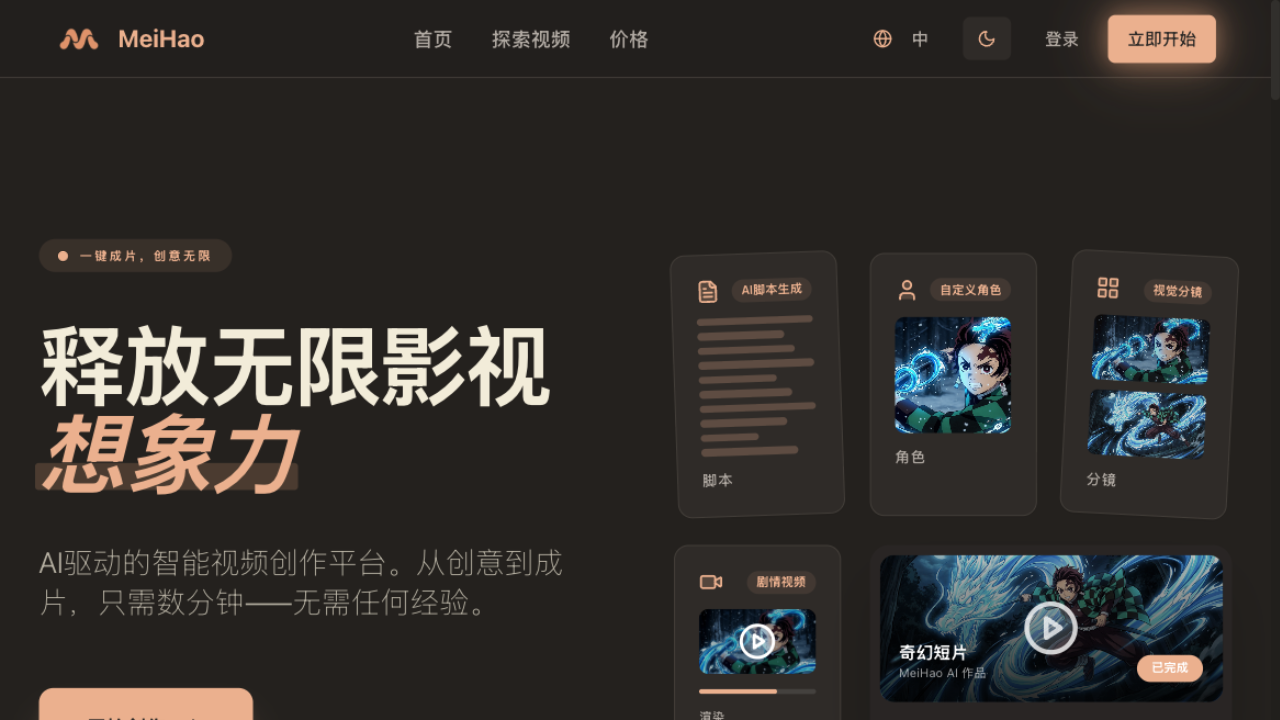 MeiHao
首页
探索视频
价格
中
登录
立即开始
一键成片，创意无限
释放无限影视
想象力
AI驱动的智能视频创作平台。从创意到成
片，只需数分钟——无需任何经验。
AI脚本生成
脚本
自定义角色
角色
视觉分镜
分镜
剧情视频
渲染
奇幻短片
MeiHao AI 作品
已完成